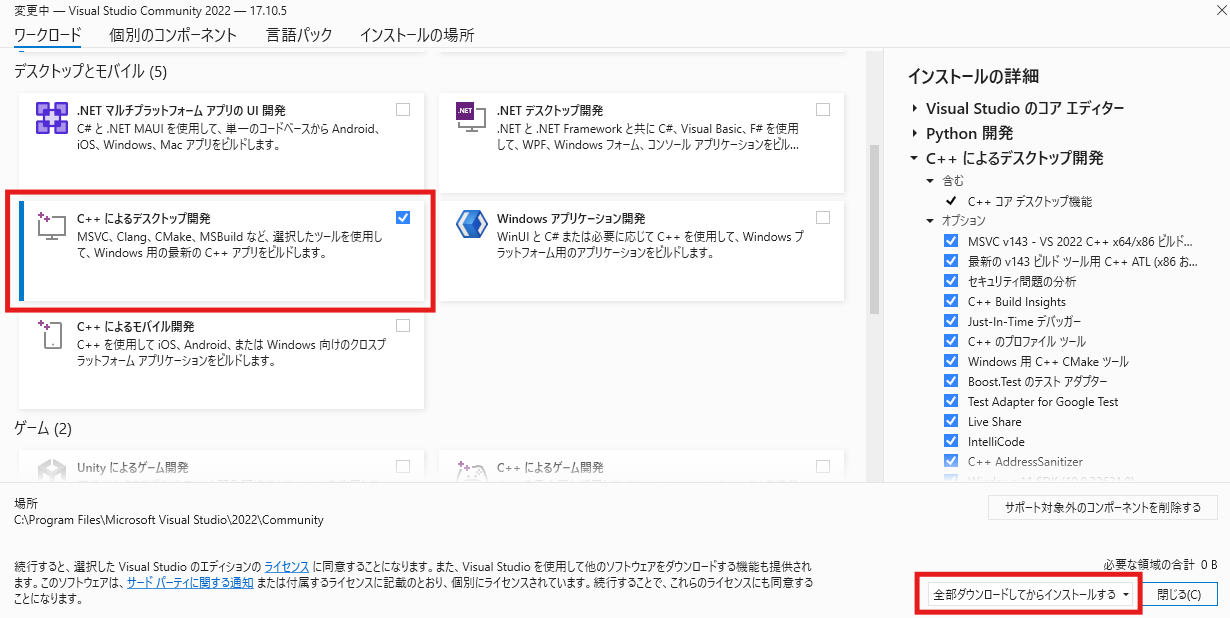 変更中 — Visual Studio Community 2022 — 17.10.5
ワークロード 個別のコンポーネント 言語パック インストールの場所
デスクトップとモバイル (5)
.NET マルチプラットフォーム アプリの UI 開発
C# と .NET MAUI を使用して、単一のコードベースから Android、
iOS、Windows、Mac アプリをビルドします。
.NET
.NET デスクトップ開発
.NET と .NET Framework と共に C#、Visual Basic、F# を使用
して、WPF、Windows フォーム、コンソール アプリケーションをビル...
C++ によるデスクトップ開発
MSVC、Clang、CMake、MSBuild など、選択したツールを使用し
て、Windows 用の最新の C++ アプリをビルドします。
Windows アプリケーション開発
WinUI と C# または必要に応じて C++ を使用して、Windows プ
ラットフォーム用のアプリケーションをビルドします。
C++ によるモバイル開発
C++ を使用して iOS、Android、または Windows 向けのクロスプ
ラットフォーム アプリケーションをビルドします。
ゲーム (2)
Unity によるゲーム開発
C++ によるゲーム開発
インストールの詳細
Visual Studio のコア エディター
Python 開発
C++ によるデスクトップ開発
含む
C++ コア デスクトップ機能
オプション
MSVC v143 - VS 2022 C++ x64/x86 ビルド...
最新の v143 ビルド ツール用 C++ ATL (x86 お...
セキュリティ問題の分析
C++ Build Insights
Just-In-Time デバッガー
C++ のプロファイル ツール
Windows 用 C++ CMake ツール
Boost.Test のテスト アダプター
Test Adapter for Google Test
Live Share
IntelliCode
C++ AddressSanitizer
場所
C:\Program Files\Microsoft Visual Studio\2022\Community
サポート対象外のコンポーネントを削除する
続行すると、選択した Visual Studio のエディションの ライセンス に同意することになります。また、Visual Studio を使用して他のソフトウェアをダウンロードする機能も提供され
ます。このソフトウェアは、サード パーティに関する通知 または付属するライセンスに記載のとおり、個別にライセンスされています。続行することで、これらのライセンスにも同意する
ことになります。
必要な領域の合計 0 B
全部ダウンロードしてからインストールする
閉じる(C)